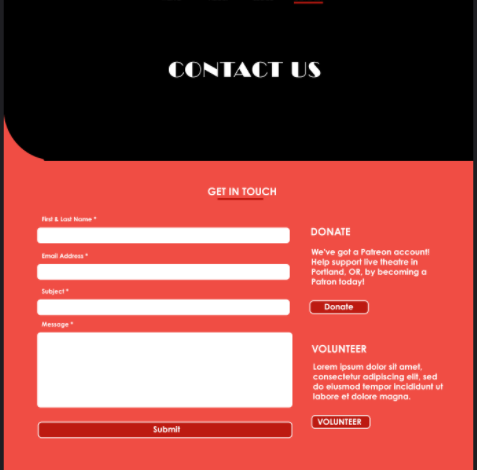 CONTACT US
GET IN TOUCH
First & Last Name *
Email Address *
Subject *
Message *
Submit
DONATE
We've got a Patreon account!
Help support live theatre in
Portland, OR, by becoming a
Patron today!
Donate
VOLUNTEER
Lorem ipsum dolor sit amet,
consectetur adipiscing elit, sed
do eiusmod tempor incididunt ut
labore et dolore magna.
VOLUNTEER